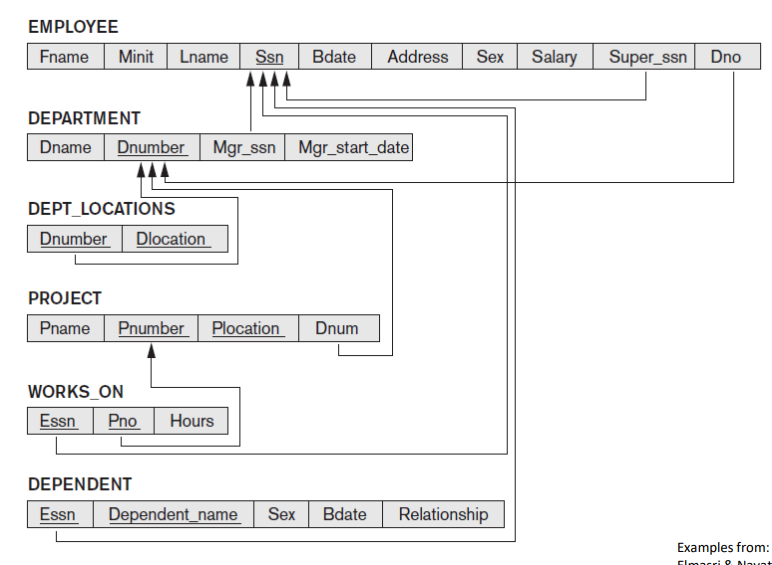 EMPLOYEE
Fname Minit Lname Ssn Bdate Address Sex Salary Super_ssn Dno
DEPARTMENT
Dname Dnumber Mgr_ssn Mgr_start_date
DEPT_LOCATIONS
Dnumber Dlocation
PROJECT
Pname Pnumber Plocation Dnum
WORKS_ON
Essn Pno Hours
DEPENDENT
Essn Dependent_name Sex Bdate Relationship
Examples from:
Elmasri &